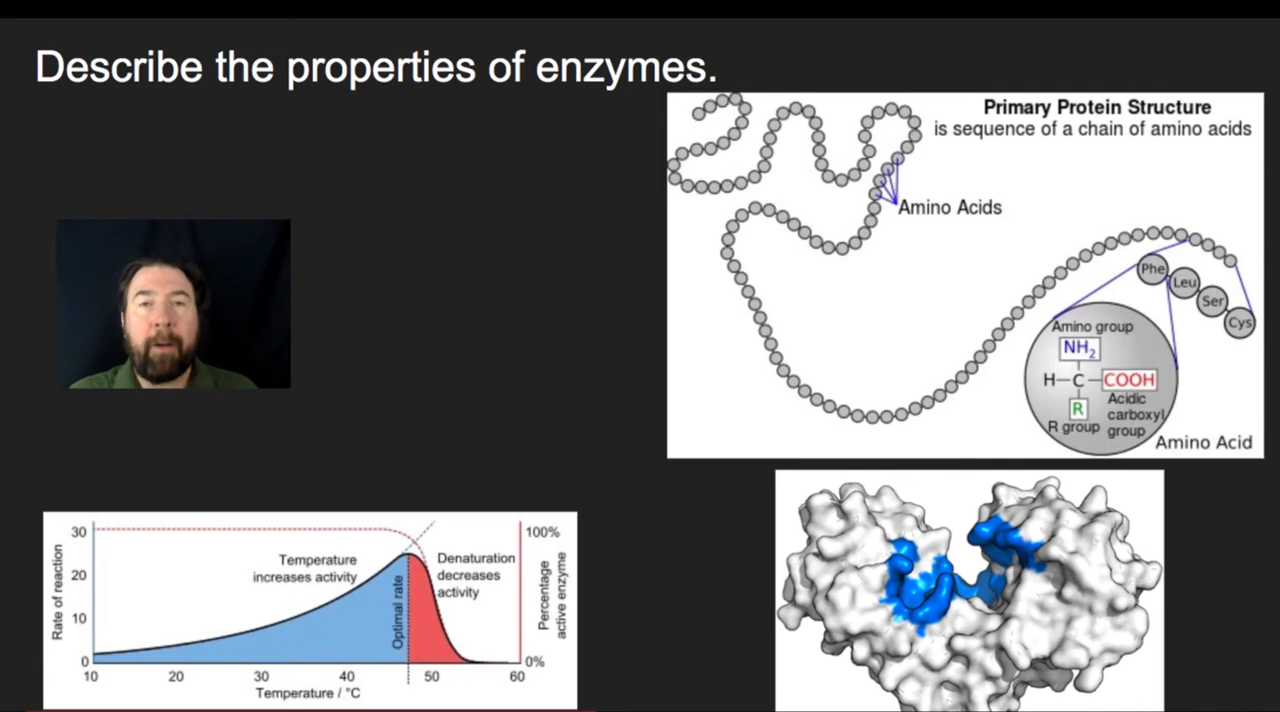 Describe the properties of enzymes.
Primary Protein Structure
is sequence of a chain of amino acids
Amino Acids
Phe
Leu
Ser
Cys
Amino group
NH₂
H–C–COOH
R
Acidic
carboxyl
group
R group
Amino Acid
30
20
10
0
Rate of reaction
Temperature
increases activity
Optimal rate
Denaturation
decreases
activity
100%
0%
Percentage
active enzyme
10 20 30 40 50 60
Temperature / °C